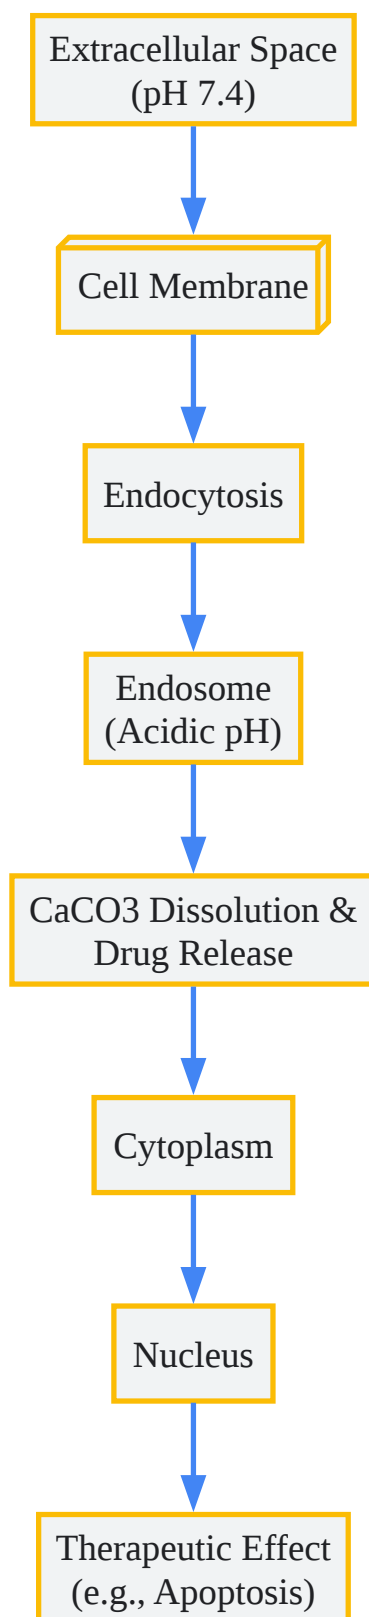 Extracellular Space
(pH 7.4)
Cell Membrane
Endocytosis
Endosome
(Acidic pH)
CaCO3 Dissolution &
Drug Release
Cytoplasm
Nucleus
Therapeutic Effect
(e.g., Apoptosis)